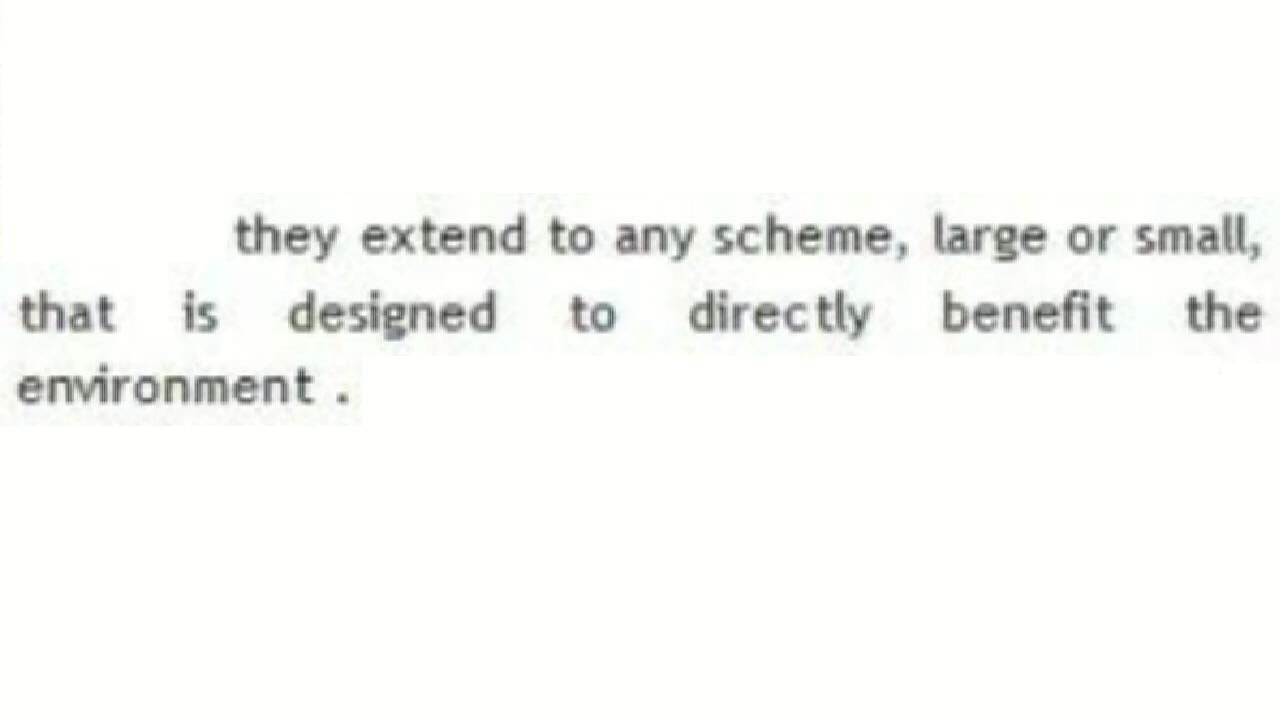 they extend to any scheme, large or small,
that is designed to directly benefit the
environment .